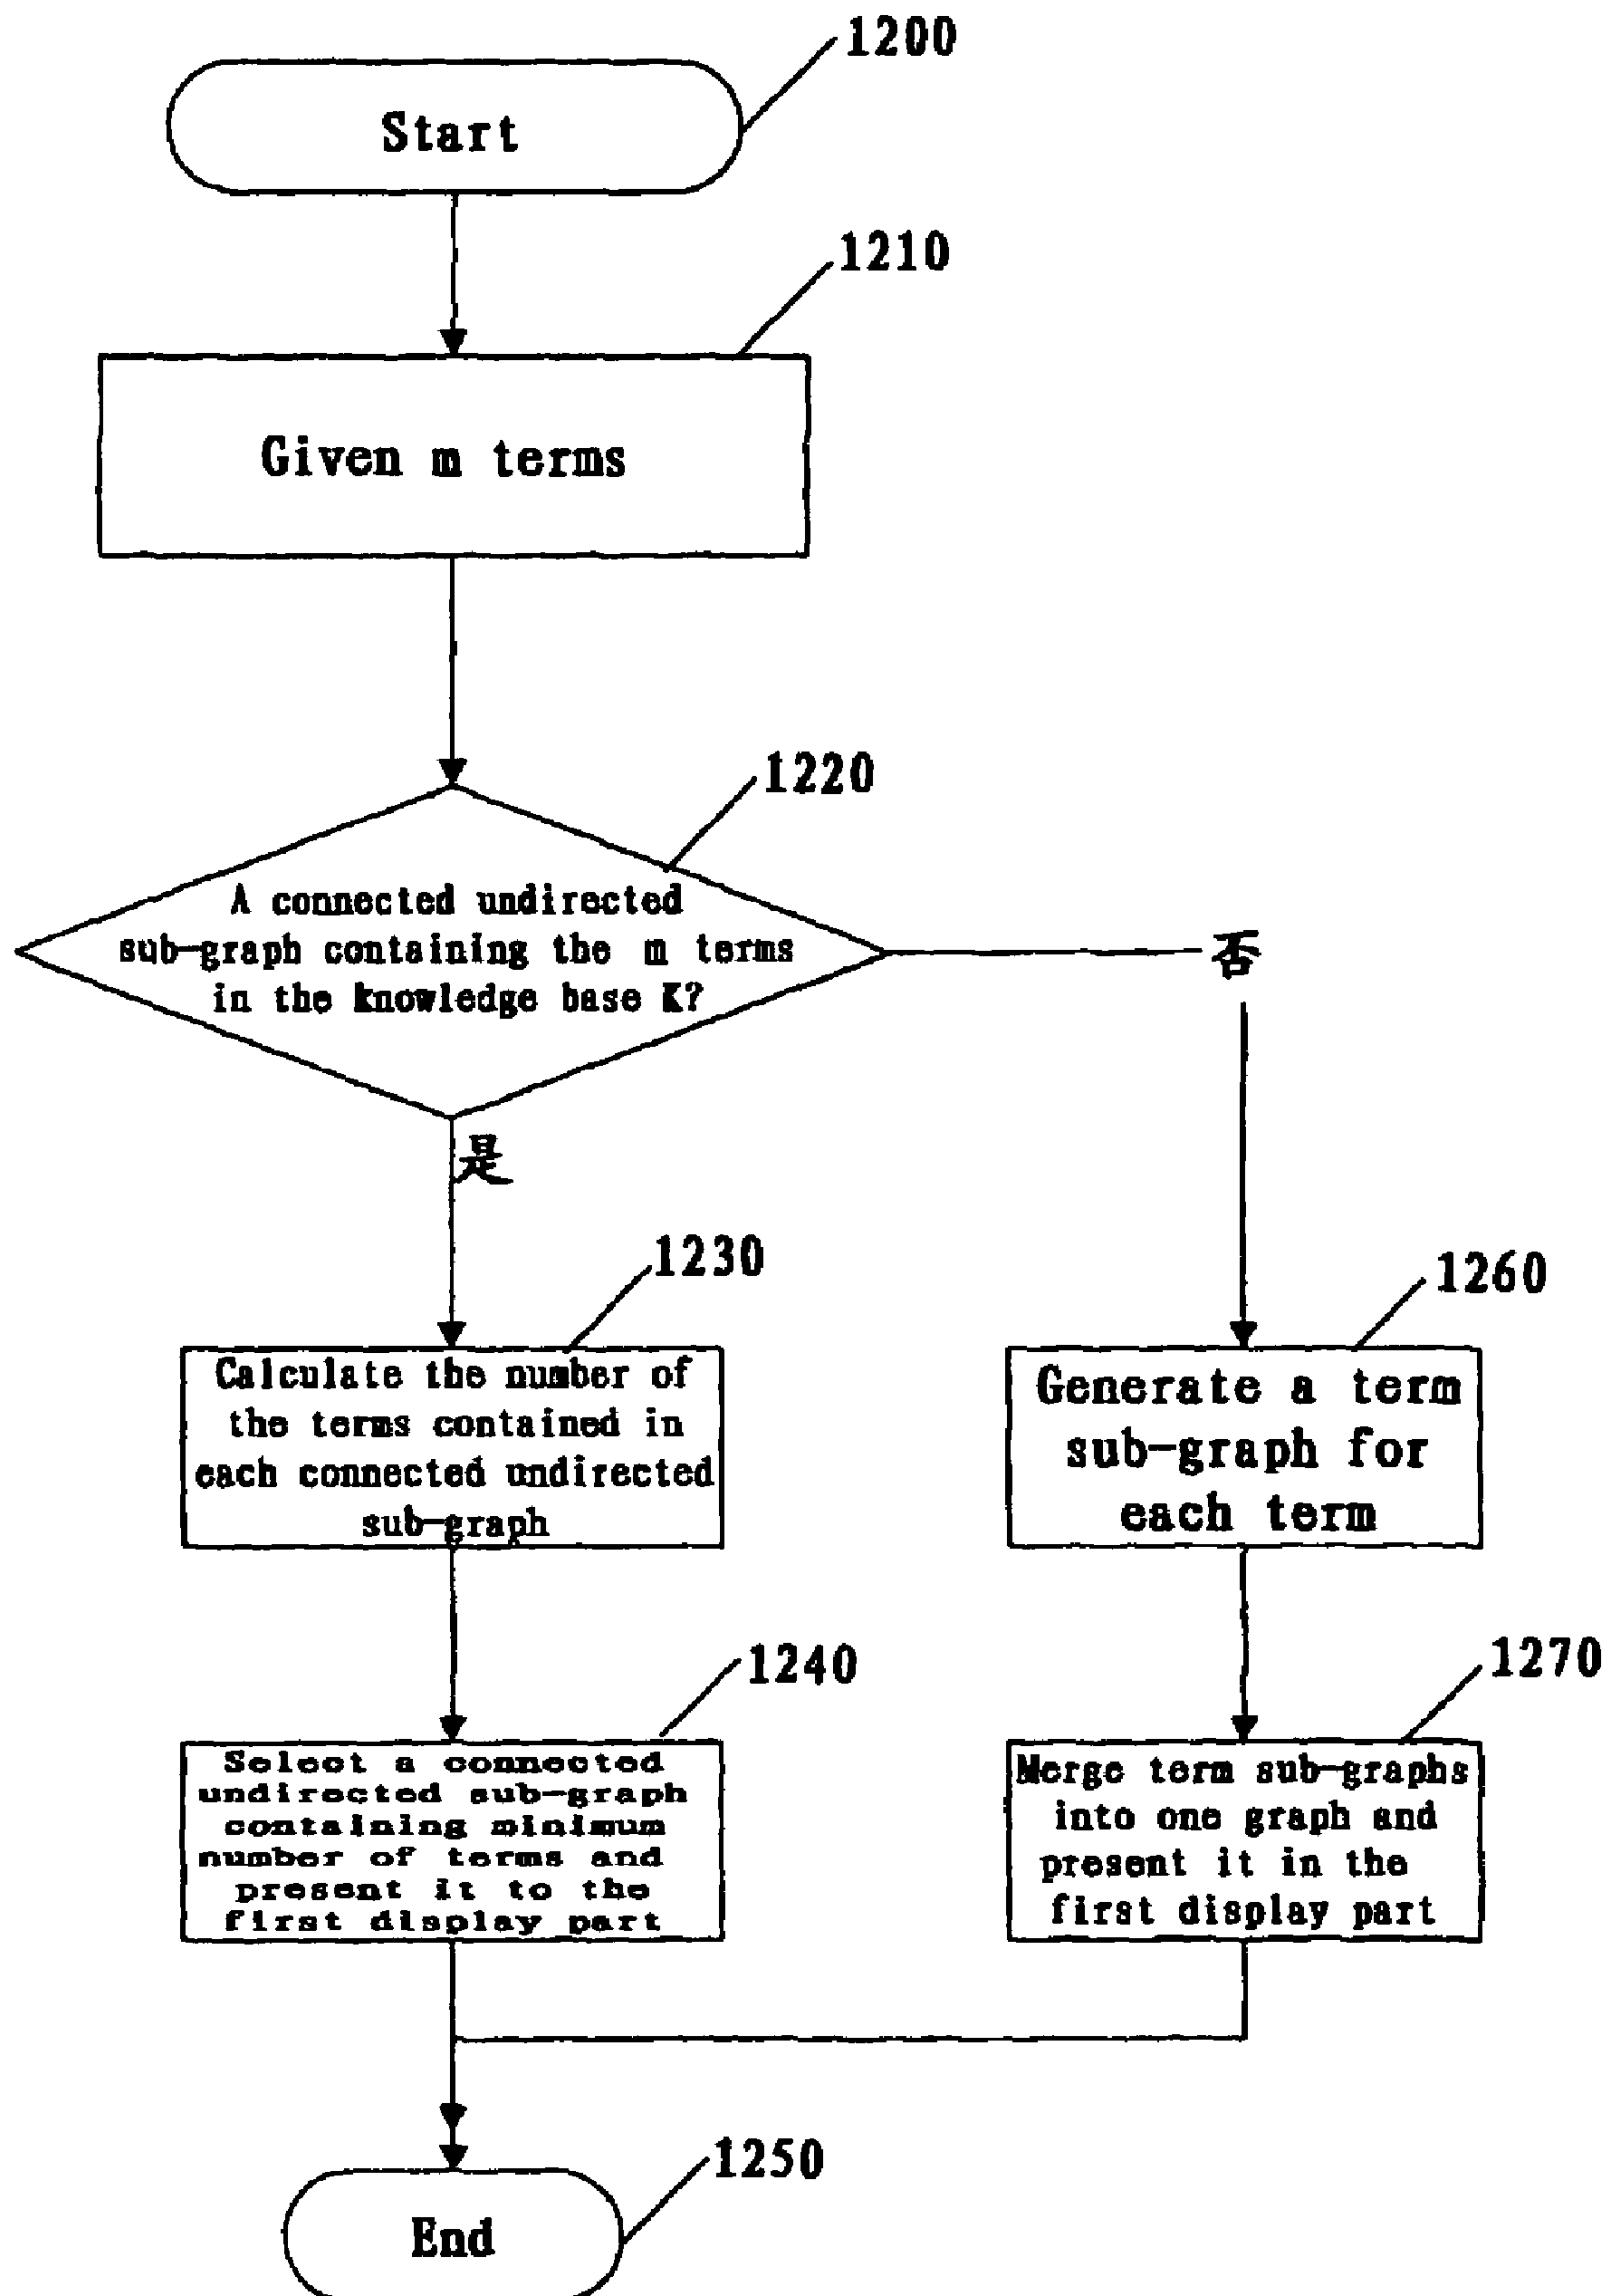 1200
Start
1210
Given m terms
1220
A connected undirected
sub-graph containing the m terms
in the knowledge base K?
否
是
1230
Calculate the number of
the terms contained in
each connected undirected
sub-graph
1260
Generate a term
sub-graph for
each term
1240
Select a connected
undirected sub-graph
containing minimum
number of terms and
present it to the
first display part
1270
Merge term sub-graphs
into one graph and
present it in the
first display part
1250
End